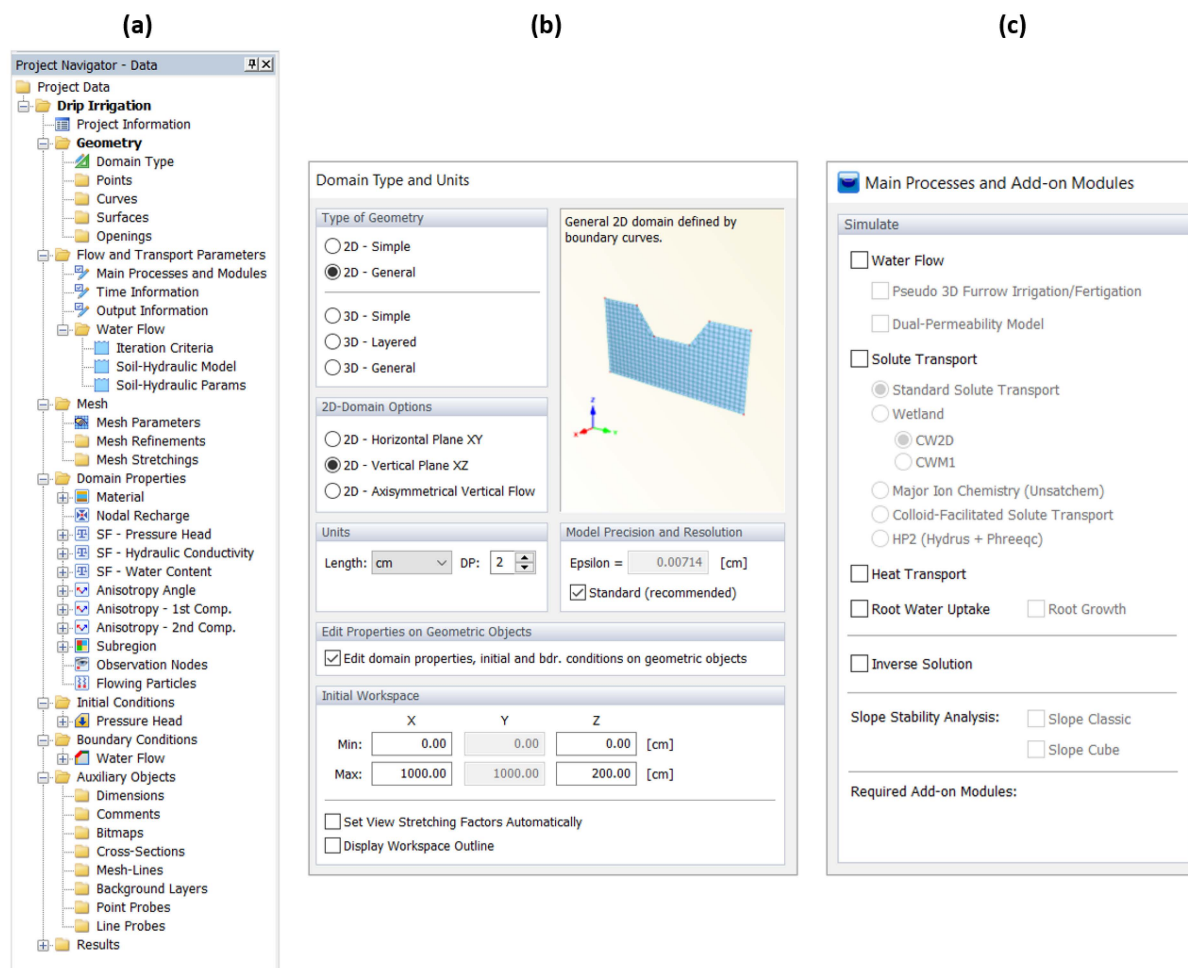 (a)
Project Navigator - Data
Project Data
Drip Irrigation
Project Information
Geometry
Domain Type
Points
Curves
Surfaces
Openings
Flow and Transport Parameters
Main Processes and Modules
Time Information
Output Information
Water Flow
Iteration Criteria
Soil-Hydraulic Model
Soil-Hydraulic Params
Mesh
Mesh Parameters
Mesh Refinements
Mesh Stretchings
Domain Properties
Material
Nodal Recharge
SF - Pressure Head
SF - Hydraulic Conductivity
SF - Water Content
Anisotropy Angle
Anisotropy - 1st Comp.
Anisotropy - 2nd Comp.
Subregion
Observation Nodes
Flowing Particles
Initial Conditions
Pressure Head
Boundary Conditions
Water Flow
Auxiliary Objects
Dimensions
Comments
Bitmaps
Cross-Sections
Mesh-Lines
Background Layers
Point Probes
Line Probes
Results
(b)
Domain Type and Units
Type of Geometry
2D - Simple
2D - General
3D - Simple
3D - Layered
3D - General
General 2D domain defined by
boundary curves.
z
x
y
2D-Domain Options
2D - Horizontal Plane XY
2D - Vertical Plane XZ
2D - Axisymmetrical Vertical Flow
Units
Length: cm DP: 2
Model Precision and Resolution
Epsilon = 0.00714 [cm]
Standard (recommended)
Edit Properties on Geometric Objects
Edit domain properties, initial and bdr. conditions on geometric objects
Initial Workspace
X Y Z
Min: 0.00 0.00 0.00 [cm]
Max: 1000.00 1000.00 200.00 [cm]
Set View Stretching Factors Automatically
Display Workspace Outline
(c)
Main Processes and Add-on Modules
Simulate
Water Flow
Pseudo 3D Furrow Irrigation/Fertigation
Dual-Permeability Model
Solute Transport
Standard Solute Transport
Wetland
CW2D
CWM1
Major Ion Chemistry (Unsatchem)
Colloid-Facilitated Solute Transport
HP2 (Hydrus + Phreeqc)
Heat Transport
Root Water Uptake Root Growth
Inverse Solution
Slope Stability Analysis: Slope Classic
Slope Cube
Required Add-on Modules: